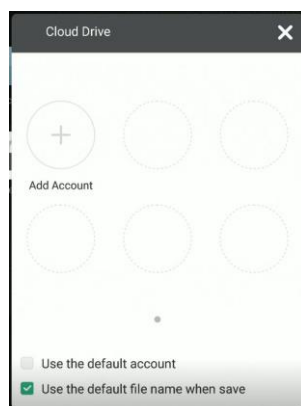 Cloud Drive
Add Account
Use the default account
Use the default file name when save